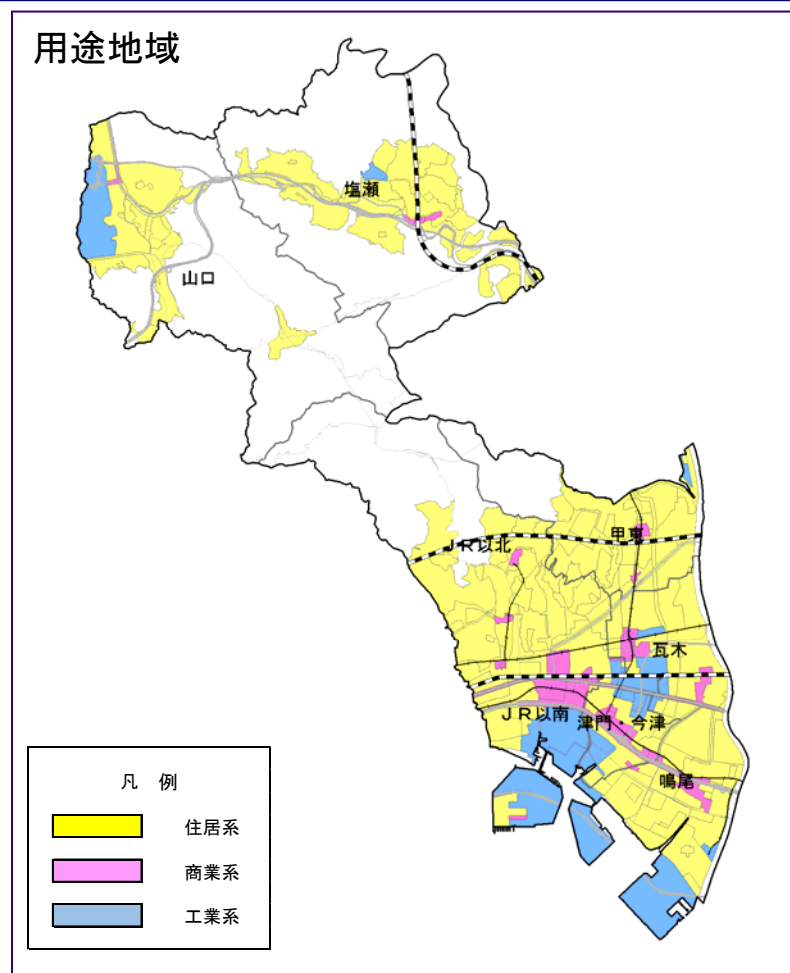 用途地域
塩瀬
山口
甲東
JR以北
瓦木
JR以南
津門・今津
鳴尾
凡 例
住居系
商業系
工業系